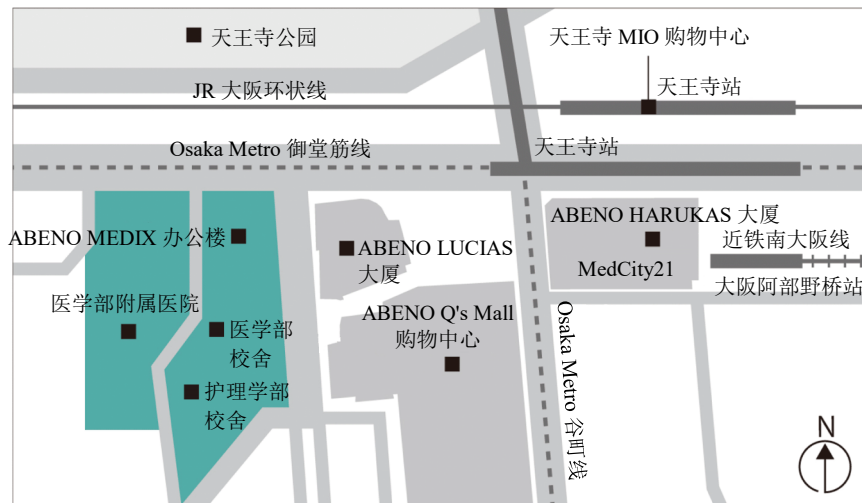 天王寺公园
天王寺 MIO 购物中心
JR 大阪环状线
天王寺站
Osaka Metro 御堂筋线
天王寺站
ABENO MEDIX 办公楼
ABENO LUCIAS
大厦
ABENO HARUKAS 大厦
MedCity21
近铁南大阪线
大阪阿部野桥站
医学部附属医院
医学部
校舍
ABENO Q's Mall
购物中心
护理学部
校舍
Osaka Metro 谷町线
N